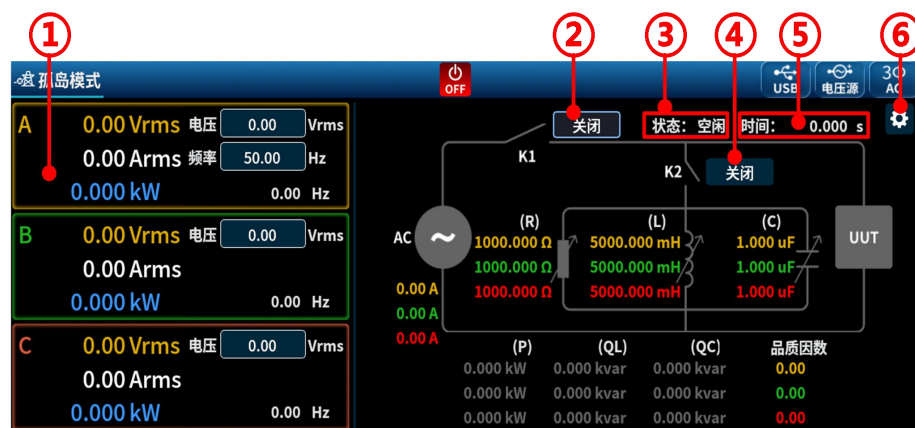 1 2 3 4 5 6
孤岛模式 OFF USB 电压源 3Φ AC
A 0.00 Vrms 电压 0.00 Vrms
0.00 Arms 频率 50.00 Hz
0.000 kW 0.00 Hz
B 0.00 Vrms 电压 0.00 Vrms
0.00 Arms
0.000 kW 0.00 Hz
C 0.00 Vrms 电压 0.00 Vrms
0.00 Arms
0.000 kW 0.00 Hz
关闭 状态: 空闲 时间: 0.000 s
K1
K2 关闭
(R) (L) (C)
AC 1000.000 Ω 5000.000 mH 1.000 uF UUT
1000.000 Ω 5000.000 mH 1.000 uF
0.00 A 1000.000 Ω 5000.000 mH 1.000 uF
0.00 A
0.00 A
(P) (QL) (QC) 品质因数
0.000 kW 0.000 kvar 0.000 kvar 0.00
0.000 kW 0.000 kvar 0.000 kvar 0.00
0.000 kW 0.000 kvar 0.000 kvar 0.00